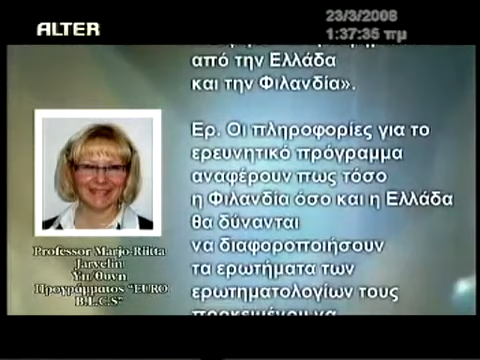 ALTER
23/3/2008
1:37:35 πμ
από την Ελλάδα
και την Φιλανδία».
Ερ. Οι πληροφορίες για το
ερευνητικό πρόγραμμα
αναφέρουν πως τόσο
η Φιλανδία όσο και η Ελλάδα
θα δύνανται
να διαφοροποιήσουν
τα ερωτήματα των
ερωτηματολογίων τους
προκειμένου να
Professor Marjo-Riitta
Jarvelin
Υπ/θυνη
Προγράμματος "EURO
B.L.C.S"